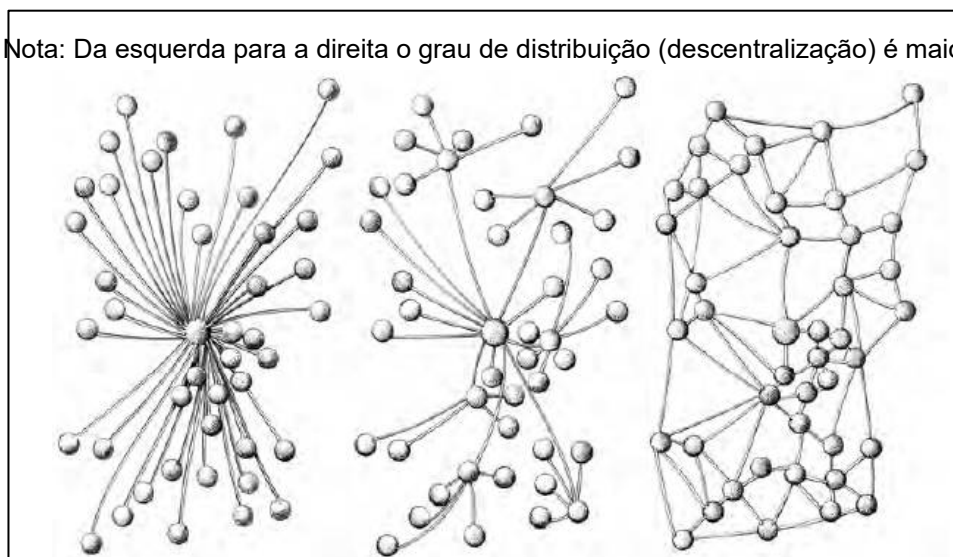 Nota: Da esquerda para a direita o grau de distribuição (descentralização) é maio